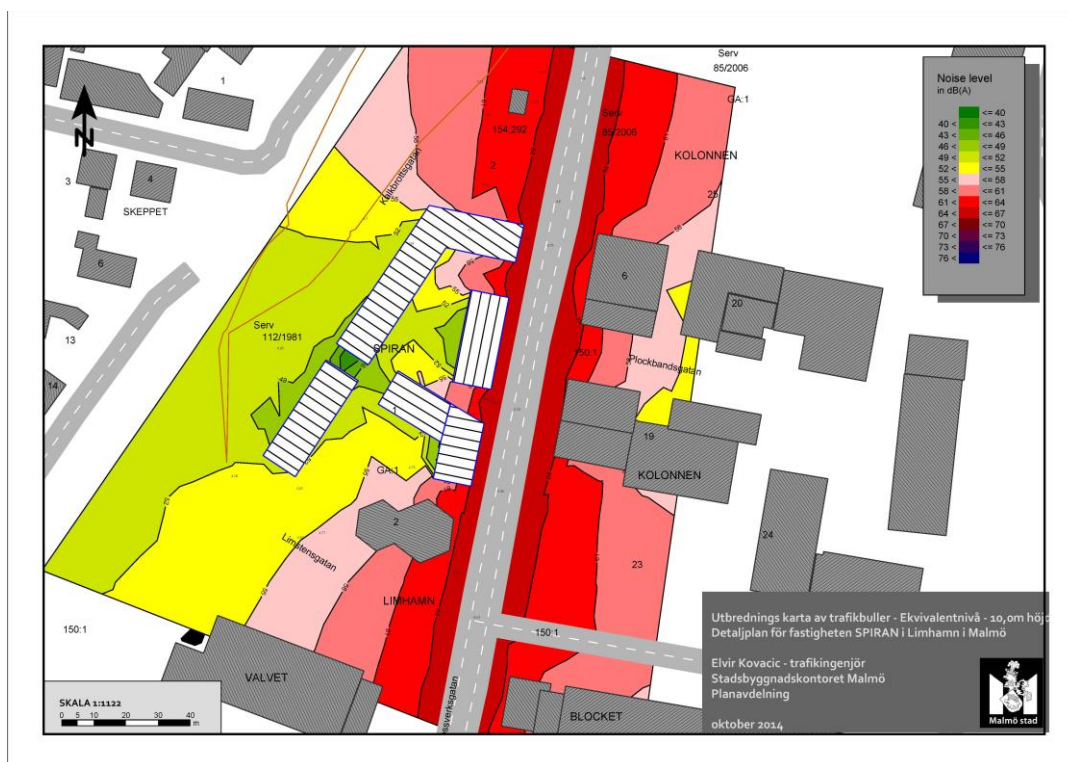 Serv
85/2006
1
GA:1
Noise level
in dB(A)
<= 40
40 < <= 43
43 < <= 46
46 < <= 49
49 < <= 52
52 < <= 55
55 < <= 58
58 < <= 61
61 < <= 64
64 < <= 67
67 < <= 70
70 < <= 73
73 < <= 76
76 <
Serv
85/2006
154:292
2
N
KOLONNEN
25
3
4
SKEPPET
Kalkbrottsgatan
6
6
20
Serv
112/1981
13
SPIRAN
150:1
Plockbandsgatan
14
1
19
KOLONNEN
GA:1
2
24
Limstensgatan
23
LIMHAMN
150:1
150:1
VALVET
BLOCKET
ssverksgatan
Utbrednings karta av trafikbuller - Ekvivalentnivå - 10,0m höjd
Detaljplan för fastigheten SPIRAN i Limhamn i Malmö
Elvir Kovacic - trafikingenjör
Stadsbyggnadskontoret Malmö
Planavdelning
oktober 2014
Malmö stad
SKALA 1:1122
0 5 10 20 30 40
m